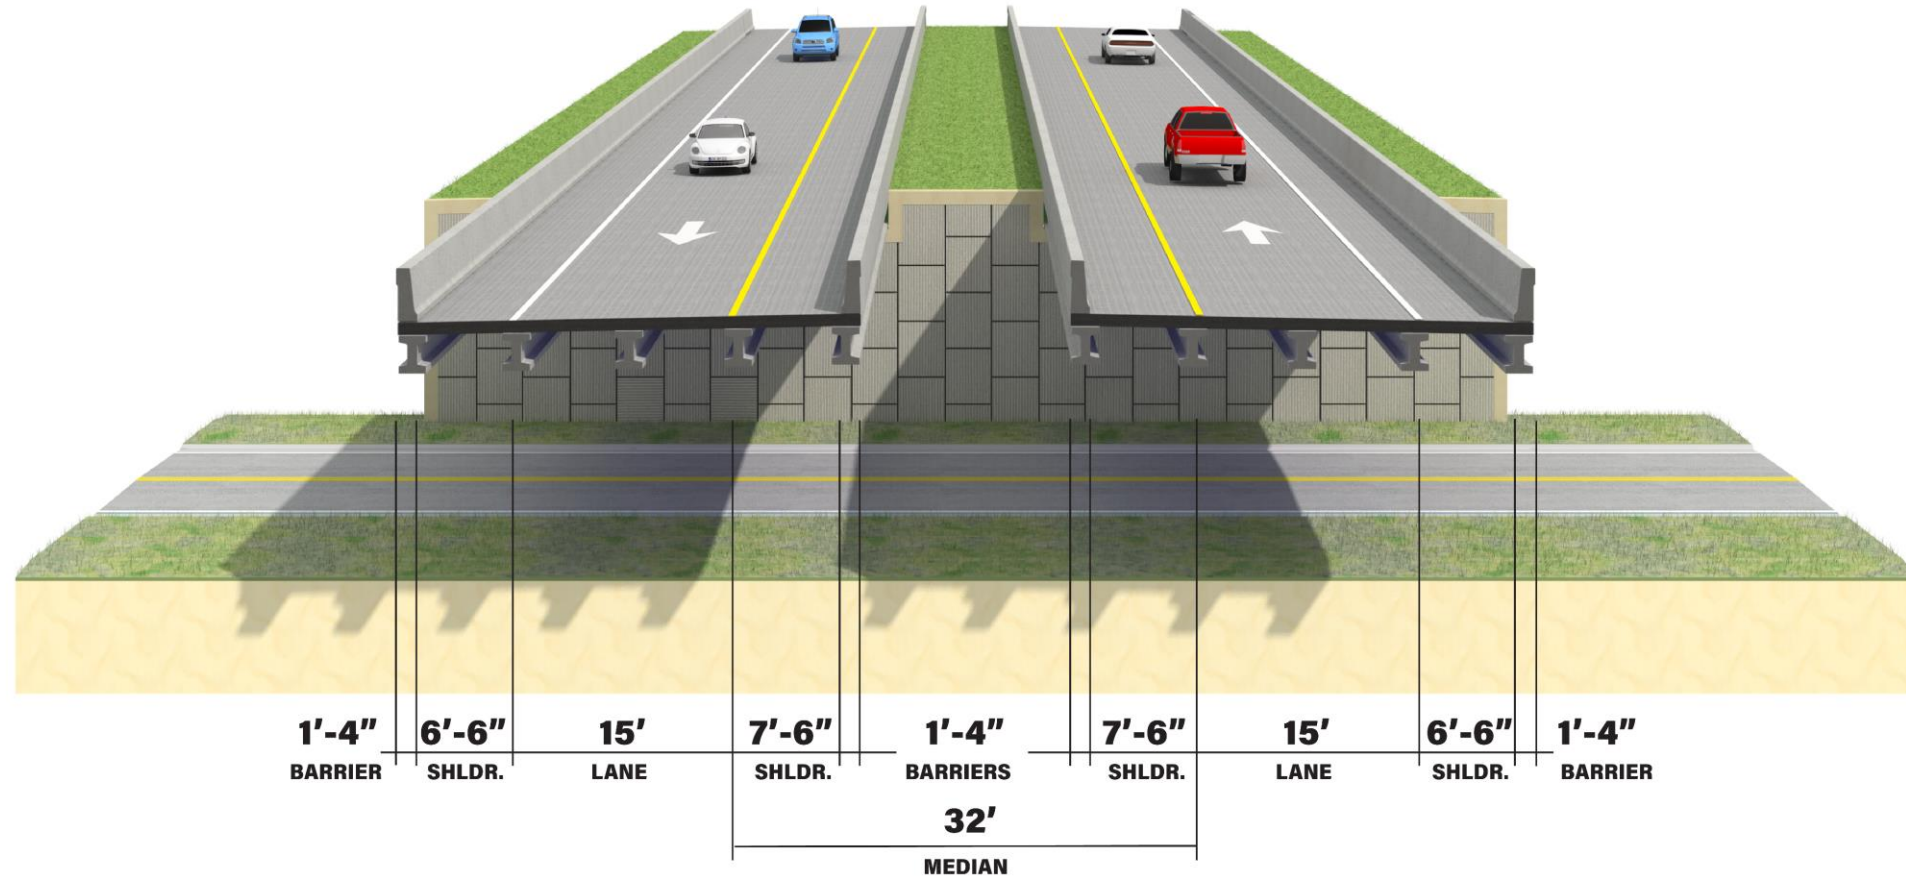 1'-4" 6'-6" 15' 7'-6" 1'-4" 7'-6" 15' 6'-6" 1'-4"
BARRIER SHLDR. LANE SHLDR. BARRIERS SHLDR. LANE SHLDR. BARRIER
32'
MEDIAN